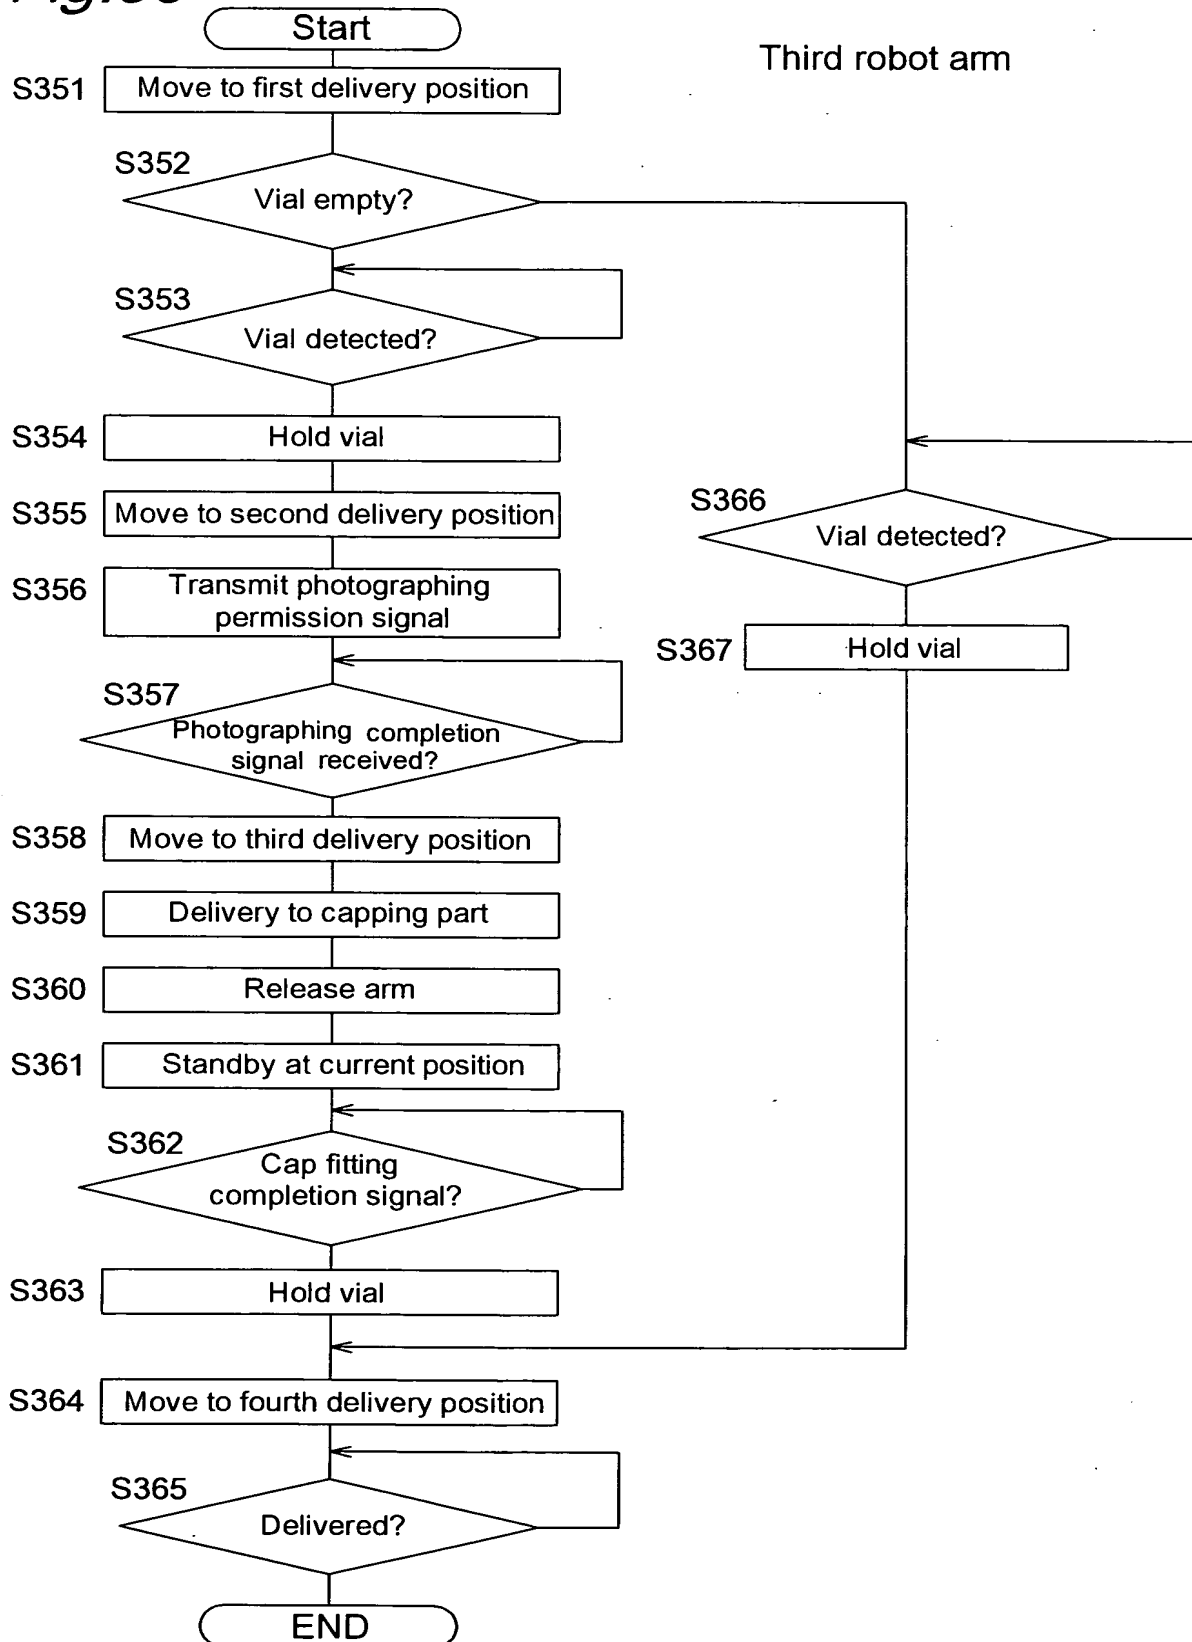 Start
Third robot arm
S351
Move to first delivery position
S352
Vial empty?
S353
Vial detected?
S354
Hold vial
S355
Move to second delivery position
S356
Transmit photographing
permission signal
S357
Photographing completion
signal received?
S358
Move to third delivery position
S359
Delivery to capping part
S360
Release arm
S361
Standby at current position
S362
Cap fitting
completion signal?
S363
Hold vial
S364
Move to fourth delivery position
S365
Delivered?
END
S366
Vial detected?
S367
Hold vial